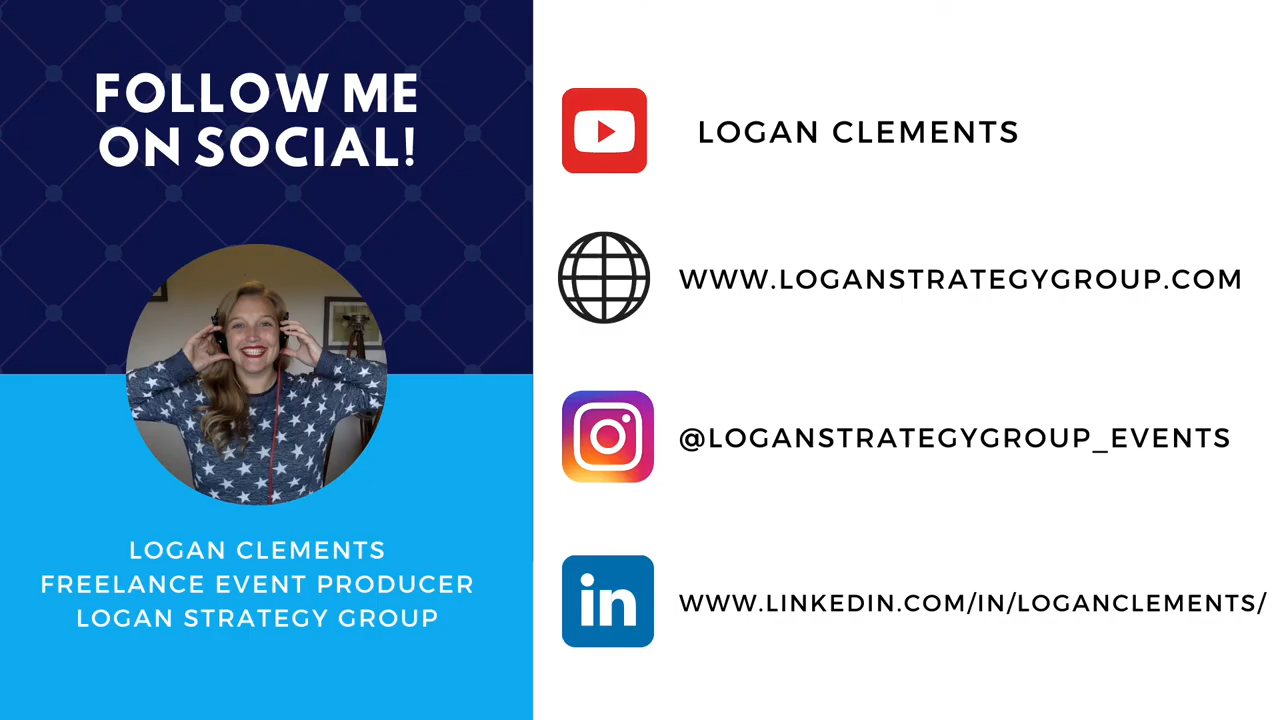 FOLLOW ME
ON SOCIAL!
LOGAN CLEMENTS
FREELANCE EVENT PRODUCER
LOGAN STRATEGY GROUP
LOGAN CLEMENTS
WWW.LOGANSTRATEGYGROUP.COM
@LOGANSTRATEGYGROUP_EVENTS
in
WWW.LINKEDIN.COM/IN/LOGANCLEMENTS/